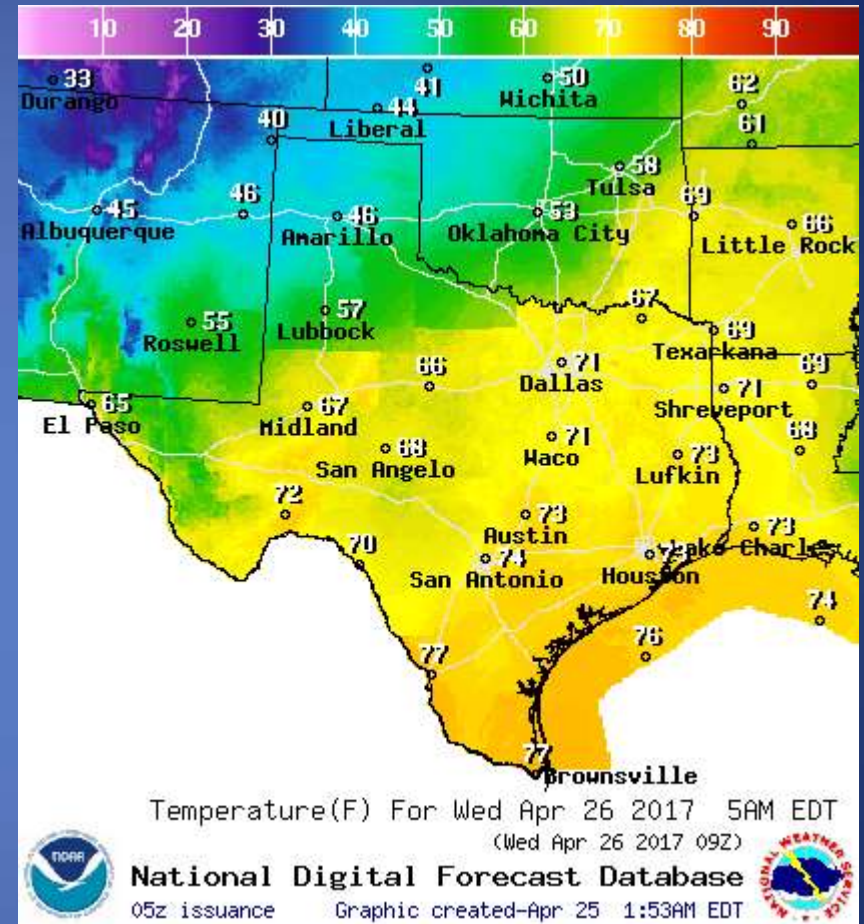 10 20 30 40 50 60 70 80 90
33
Durango
41
50
Wichita
62
44
Liberal
40
61
58
Tulsa
45
Albuquerque
46
46
Amarillo
53
Oklahoma City
69
66
Little Rock
55
Roswell
57
Lubbock
67
69
Texarkana
66
71
Dallas
71
Shreveport
69
65
El Paso
67
Midland
68
San Angelo
71
Waco
73
Lufkin
68
72
73
Austin
70
74
San Antonio
73
Houston
73
Lake Charles
74
76
77
77
Brownsville
Temperature(F) For Wed Apr 26 2017 5AM EDT
(Wed Apr 26 2017 09Z)
National Digital Forecast Database
05z issuance Graphic created-Apr 25 1:53AM EDT
NOAA
NATIONAL WEATHER SERVICE